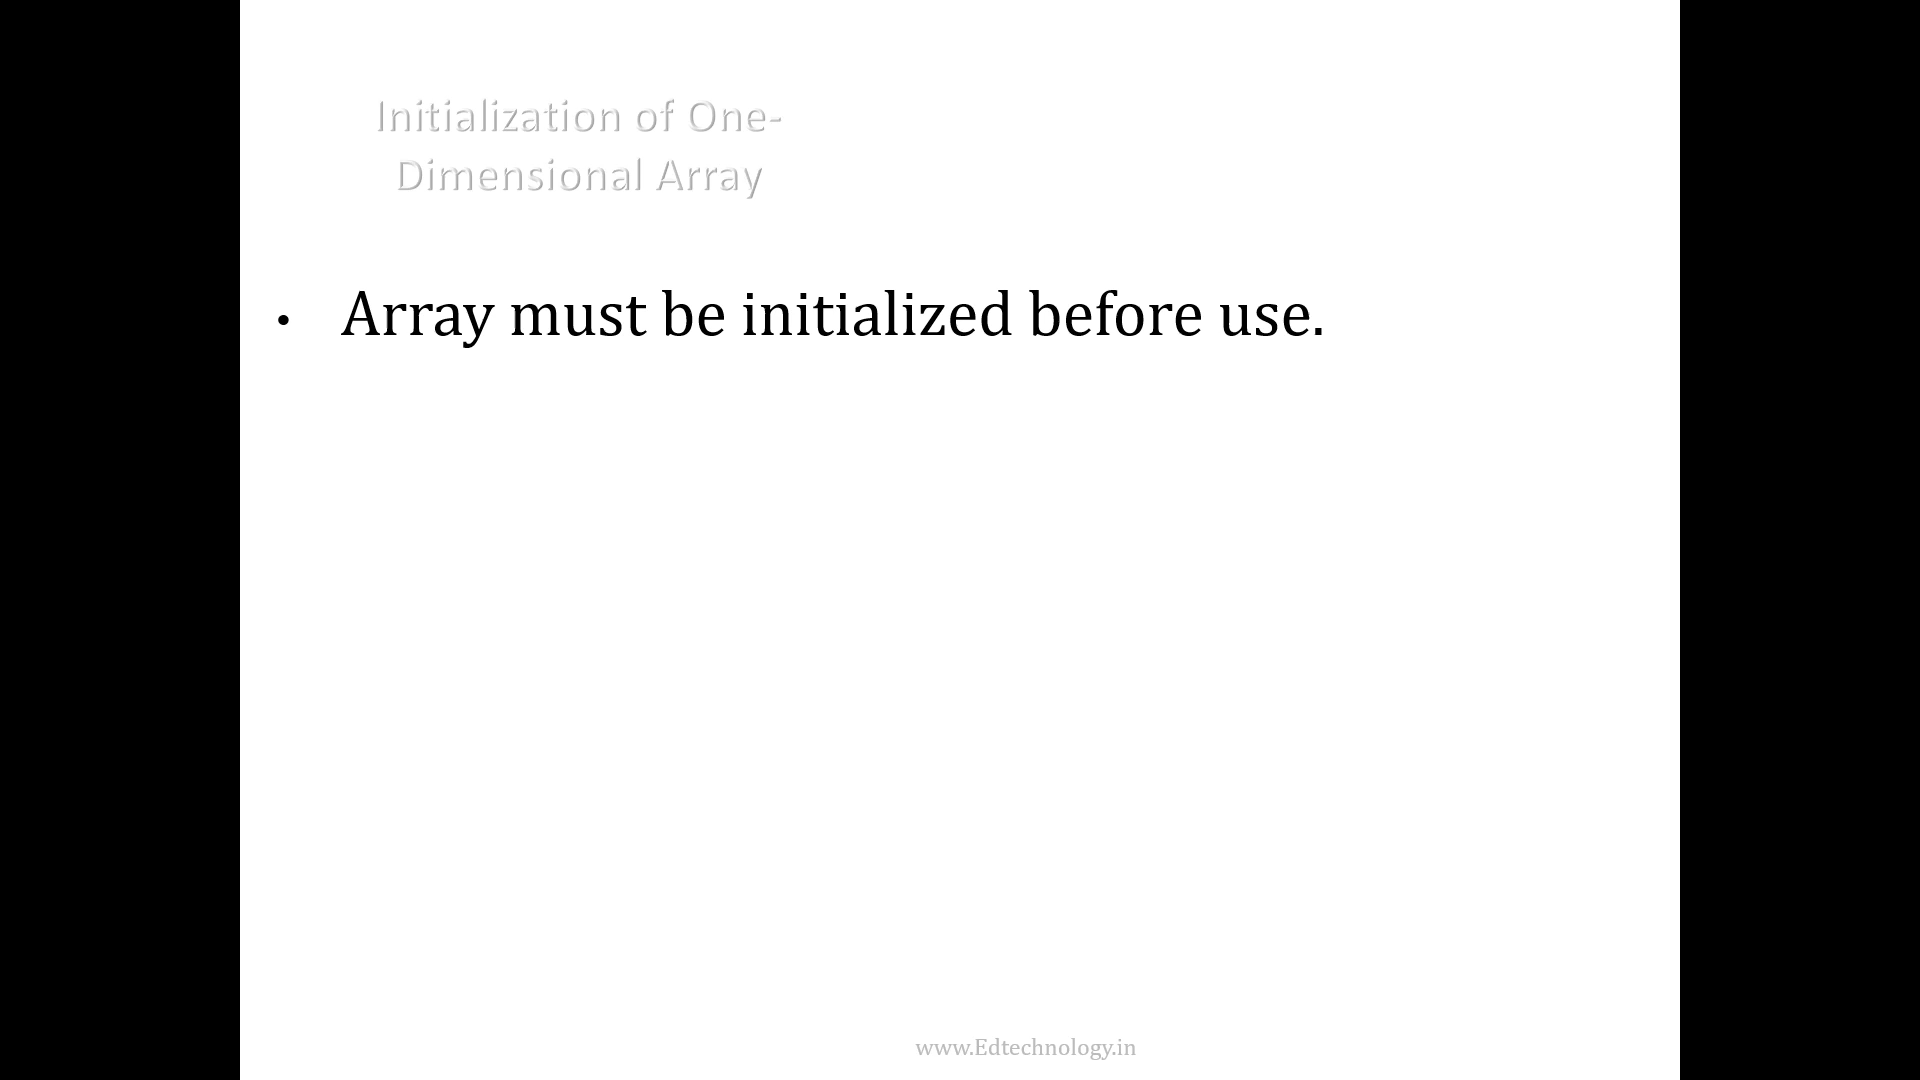 Initialization of One-
Dimensional Array
• Array must be initialized before use.
www.Edtechnology.in